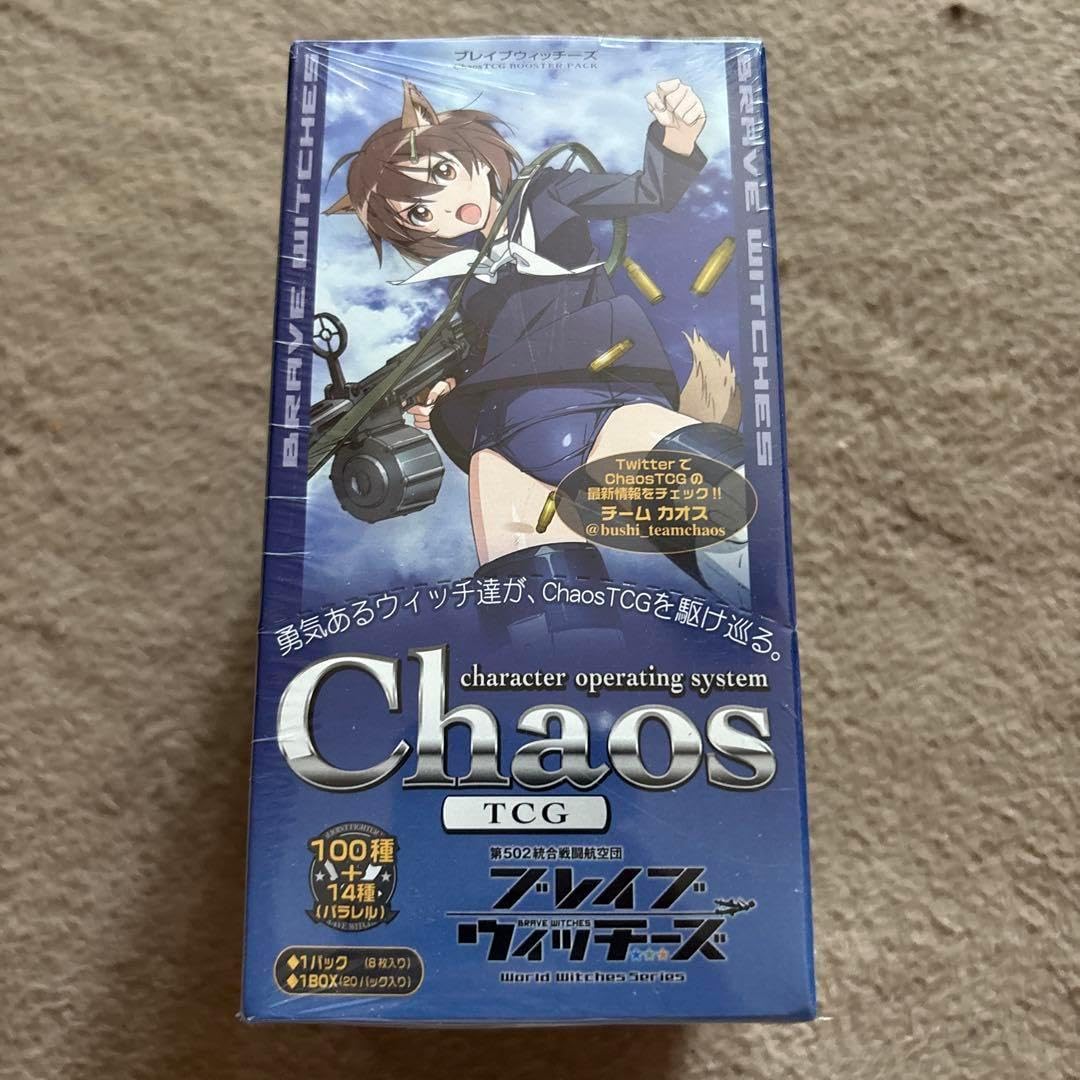 ブレイブウィッチーズ
ChaosTCG BOOSTER PACK
BRAVE WITCHES
BRAVE WITCHES
Twitterで
ChaosTCGの
最新情報をチェック!!
チーム カオス
@bushi_teamchaos
勇気あるウィッチ達が、ChaosTCGを駆け巡る。
character operating system
Chaos
TCG
100種
+
14種
(パラレル)
第502統合戦闘航空団
ブレイブ
BRAVE WITCHES
ウィッチーズ
World Witches Series
◆1パック (8枚入り)
◆1BOX(20パック入り)